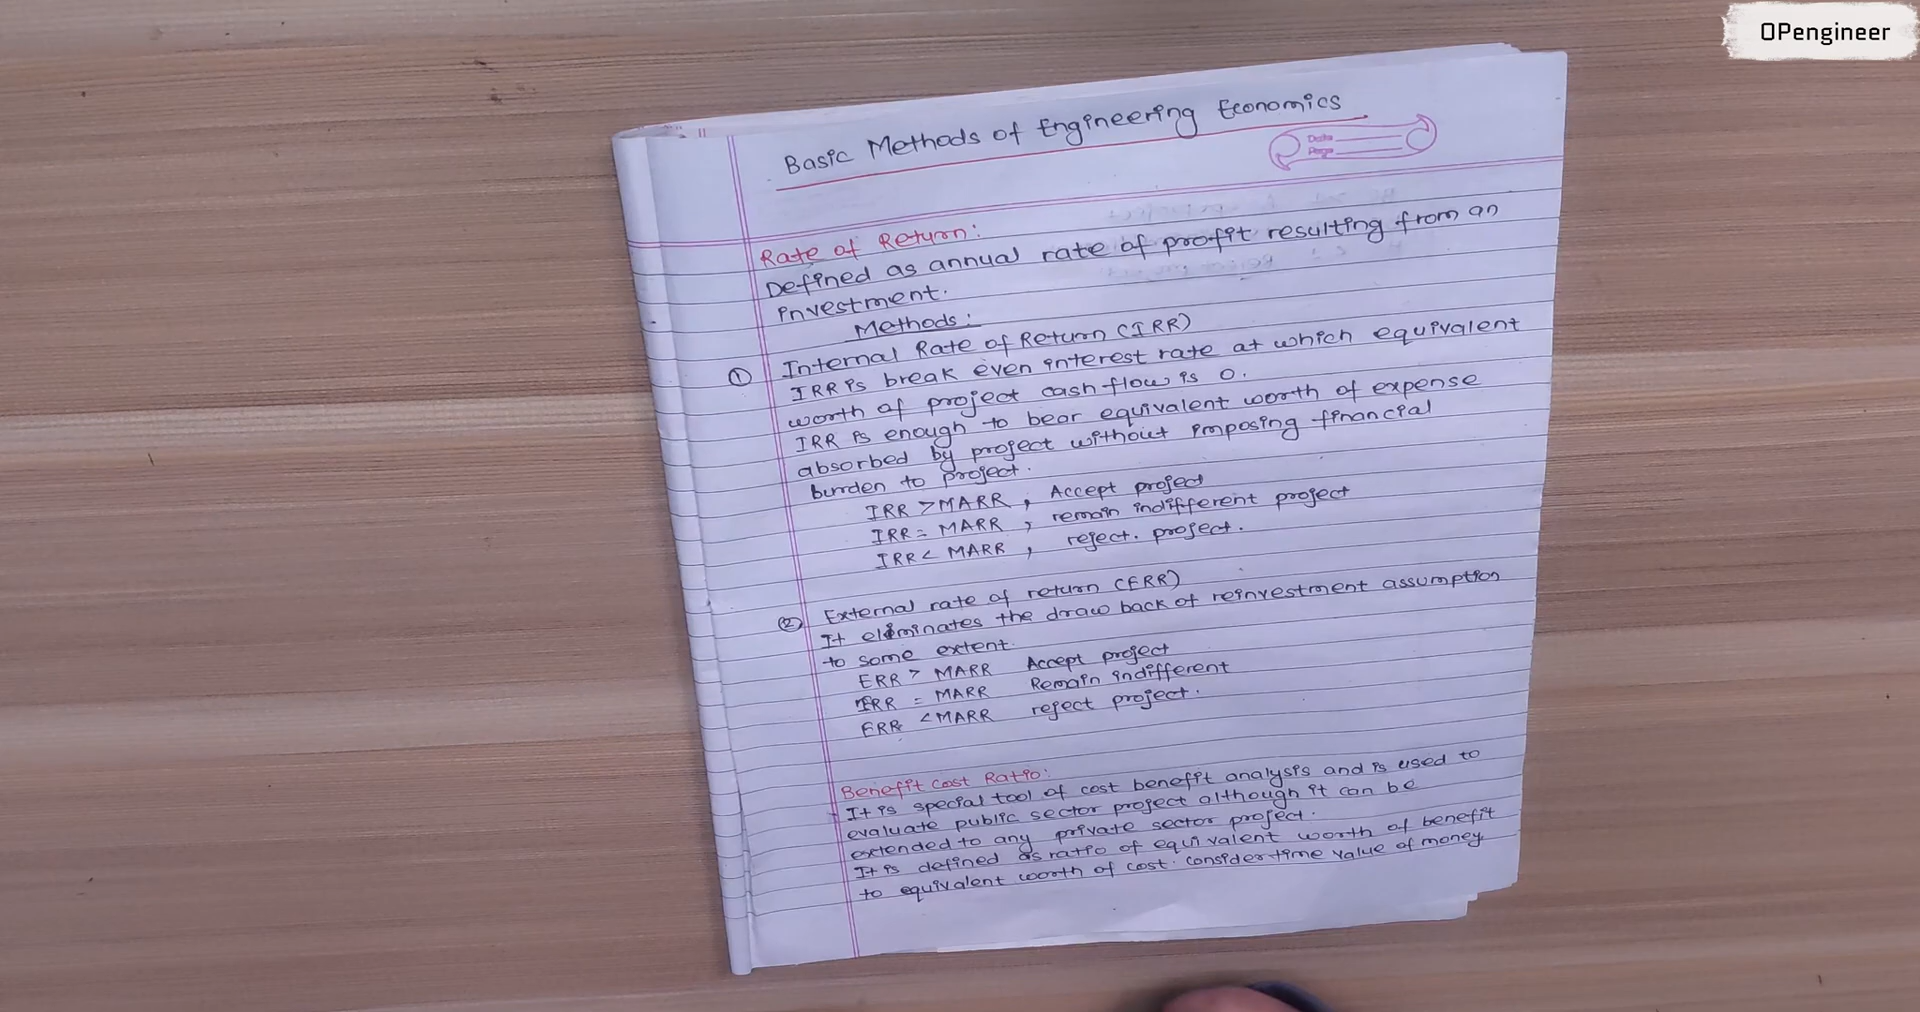 OPengineer
Basic Methods of Engineering Economics
Date
Page
Rate of Return:
Defined as annual rate of profit resulting from an
investment.
Methods:
① Internal Rate of Return (IRR)
IRR is break even interest rate at which equivalent
worth of project cash flow is 0.
IRR is enough to bear equivalent worth of expense
absorbed by project without imposing financial
burden to project.
IRR > MARR , Accept project
IRR = MARR , remain indifferent project
IRR < MARR , reject. project.
② External rate of return (ERR)
It eliminates the draw back of reinvestment assumption
to some extent.
ERR > MARR Accept project
ERR = MARR Remain indifferent
ERR < MARR reject project.
Benefit cost Ratio:
It is special tool of cost benefit analysis and is used to
evaluate public sector project although it can be
extended to any private sector project.
It is defined as ratio of equivalent worth of benefit
to equivalent worth of cost. consider time value of money